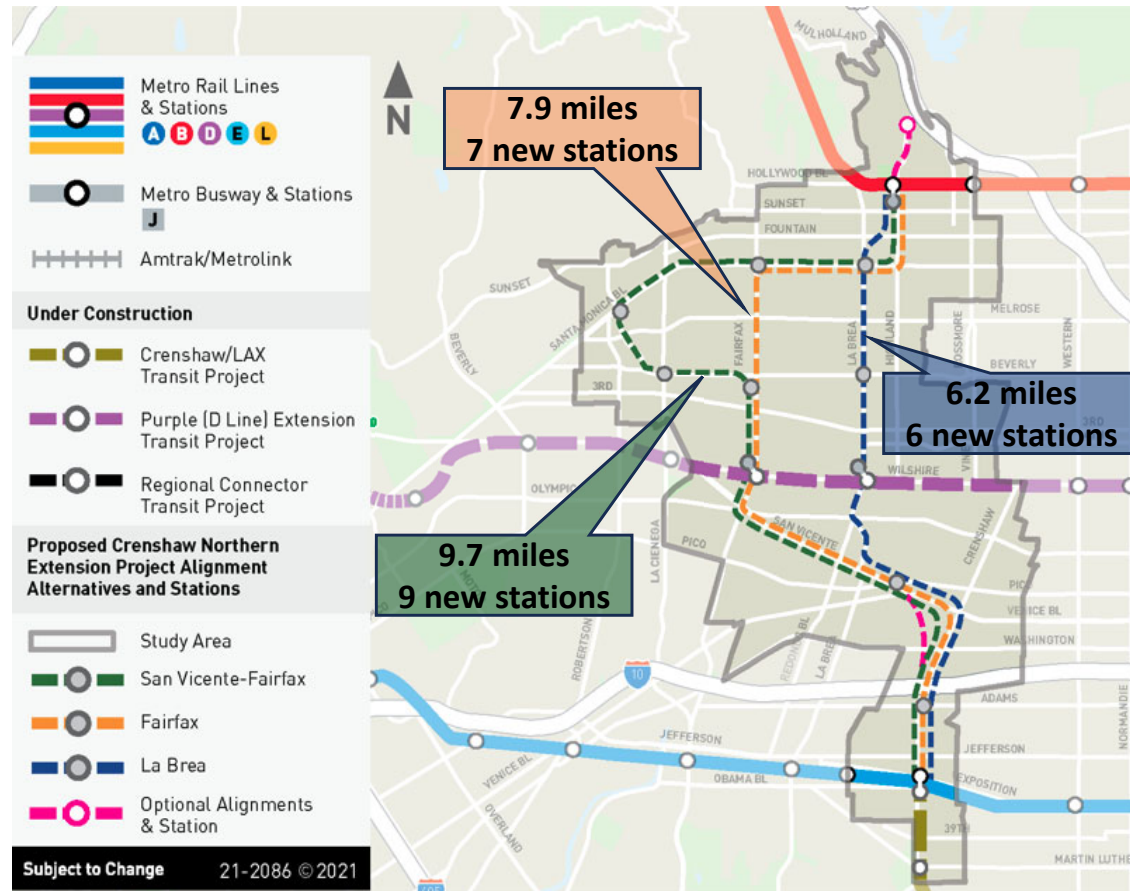 Metro Rail Lines
& Stations
A B D E L
Metro Busway & Stations
J
Amtrak/Metrolink
Under Construction
Crenshaw/LAX
Transit Project
Purple (D Line) Extension
Transit Project
Regional Connector
Transit Project
Proposed Crenshaw Northern
Extension Project Alignment
Alternatives and Stations
Study Area
San Vicente-Fairfax
Fairfax
La Brea
Optional Alignments
& Station
Subject to Change
21-2086 © 2021
N
7.9 miles
7 new stations
6.2 miles
6 new stations
9.7 miles
9 new stations
MULHOLLAND
HOLLYWOOD BL
SUNSET
FOUNTAIN
SUNSET
SANTA MONICA BL
MELROSE
BEVERLY
FAIRFAX
LA BREA
HIGHLAND
WESTERN
BEVERLY
3RD
3RD
WILSHIRE
OLYMPIC
SAN VICENTE
CRENSHAW
PICO
LA CIENEGA
PICO
VENICE BL
WASHINGTON
REDONDO BL
LA BREA
ROBERTSON
10
ADAMS
NORMANDIE
JEFFERSON
JEFFERSON
VENICE BL
OBAMA BL
EXPOSITION
OVERLAND
39TH
MARTIN LUTHE
405